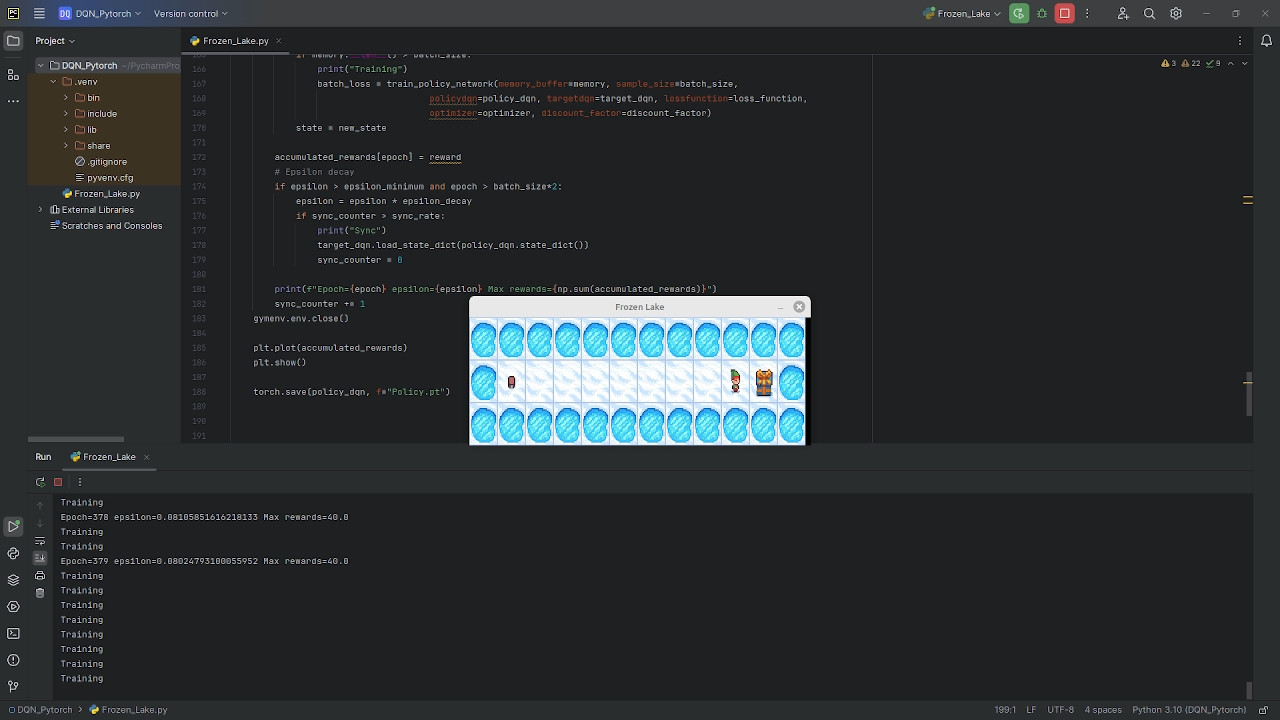 PC DQ DQN_Pytorch Version control Frozen_Lake
Project Frozen_Lake.py
DQN_Pytorch ~/PycharmPro
.venv
bin
include
lib
share
.gitignore
pyvenv.cfg
Frozen_Lake.py
External Libraries
Scratches and Consoles
3 22 9
166 print("Training")
167 batch_loss = train_policy_network(memory_buffer=memory, sample_size=batch_size,
168 policydqn=policy_dqn, targetdqn=target_dqn, lossfunction=loss_function,
169 optimizer=optimizer, discount_factor=discount_factor)
170 state = new_state
171
172 accumulated_rewards[epoch] = reward
173 # Epsilon decay
174 if epsilon > epsilon_minimum and epoch > batch_size*2:
175 epsilon = epsilon * epsilon_decay
176 if sync_counter > sync_rate:
177 print("Sync")
178 target_dqn.load_state_dict(policy_dqn.state_dict())
179 sync_counter = 0
180
181 print(f"Epoch={epoch} epsilon={epsilon} Max rewards={np.sum(accumulated_rewards)}")
182 sync_counter += 1
183 gymenv.env.close()
184
185 plt.plot(accumulated_rewards)
186 plt.show()
187
188 torch.save(policy_dqn, f="Policy.pt")
189
190
191
Frozen Lake
Run Frozen_Lake
Training
Epoch=378 epsilon=0.08105851616218133 Max rewards=40.0
Training
Training
Epoch=379 epsilon=0.08024793100055952 Max rewards=40.0
Training
Training
Training
Training
Training
Training
Training
Training
DQN_Pytorch > Frozen_Lake.py 199:1 LF UTF-8 4 spaces Python 3.10 (DQN_Pytorch)